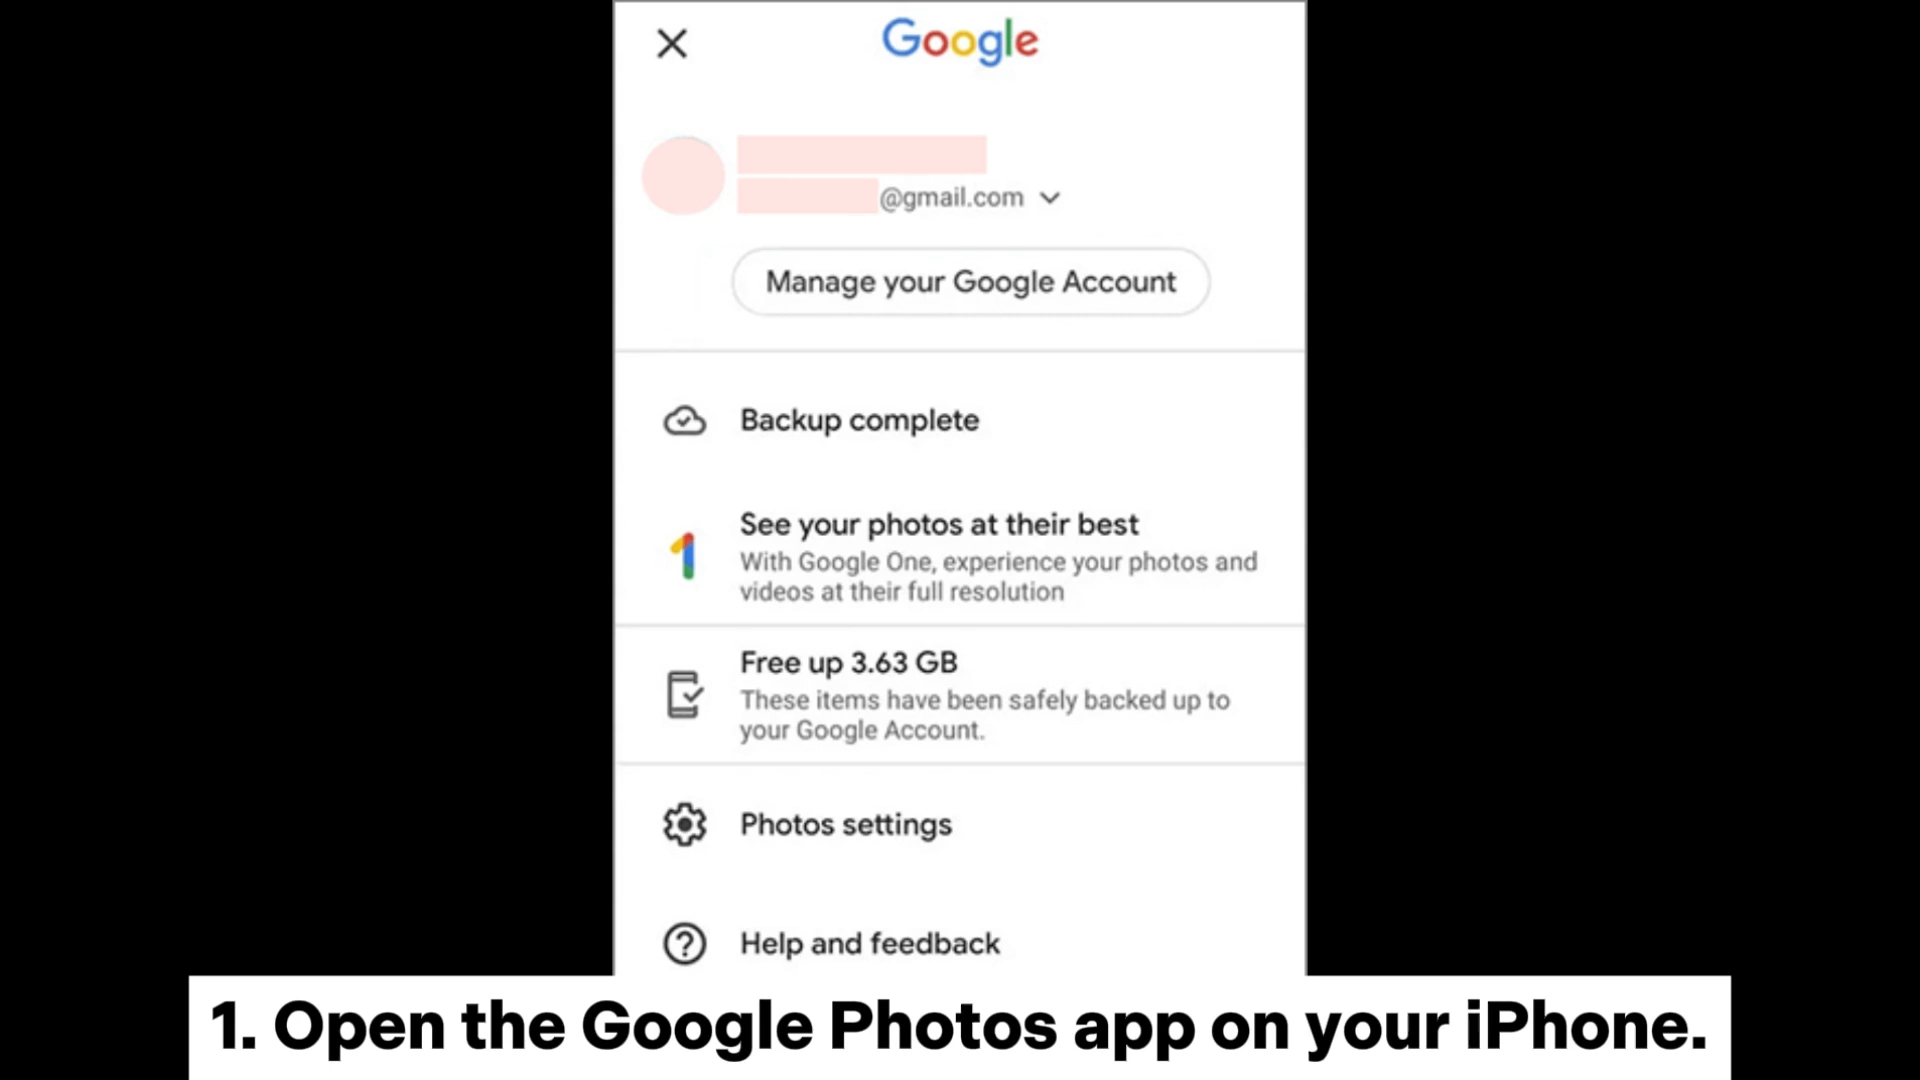 Google
@gmail.com
Manage your Google Account
Backup complete
See your photos at their best
With Google One, experience your photos and
videos at their full resolution
Free up 3.63 GB
These items have been safely backed up to
your Google Account.
Photos settings
Help and feedback
1. Open the Google Photos app on your iPhone.